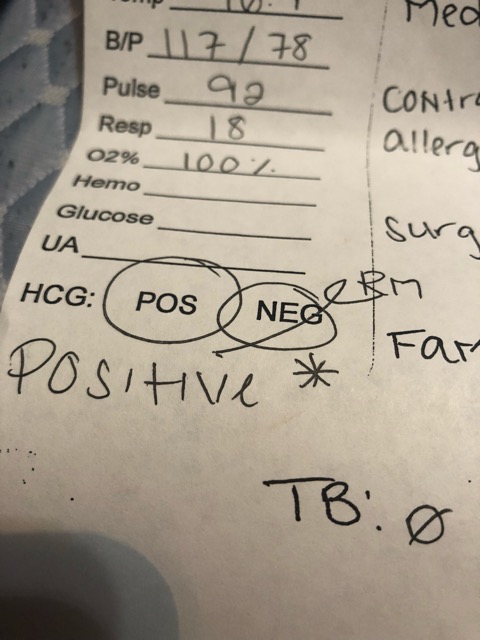 Med
B/P 117/78
Pulse 92
Contr
Resp 18
allerg
O2% 100%
Hemo
Glucose
surg
UA
HCG: POS NEG
Fam
POSITIVE *
TB: Ø